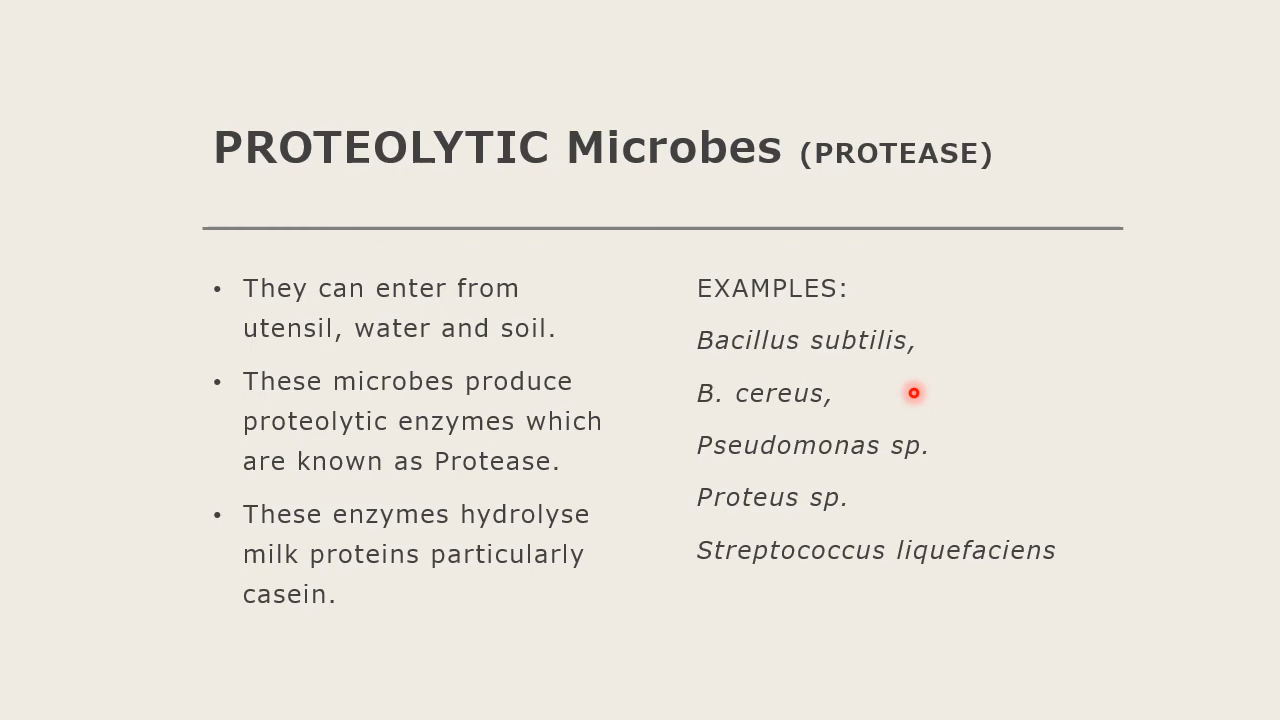 PROTEOLYTIC Microbes (PROTEASE)
• They can enter from
utensil, water and soil.
• These microbes produce
proteolytic enzymes which
are known as Protease.
• These enzymes hydrolyse
milk proteins particularly
casein.
EXAMPLES:
Bacillus subtilis,
B. cereus,
Pseudomonas sp.
Proteus sp.
Streptococcus liquefaciens